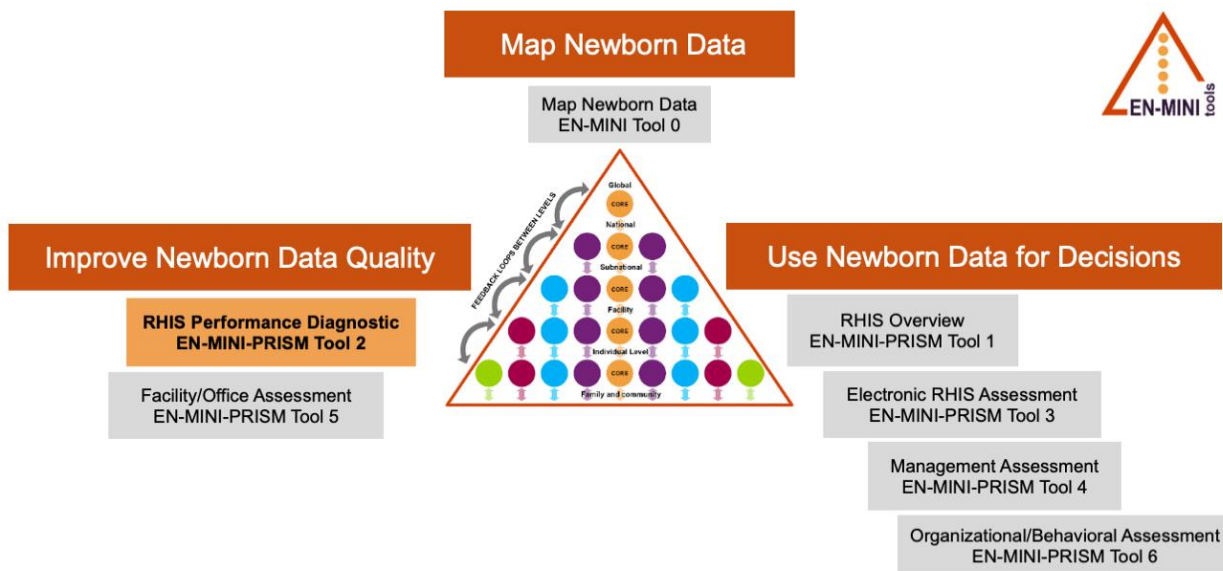 Map Newborn Data
Map Newborn Data
EN-MINI Tool 0
EN-MINI
tools
Global
CORE
National
CORE
Subnational
CORE
Facility
CORE
Individual Level
CORE
Family and community
FEEDBACK LOOPS BETWEEN LEVELS
Improve Newborn Data Quality
RHIS Performance Diagnostic
EN-MINI-PRISM Tool 2
Facility/Office Assessment
EN-MINI-PRISM Tool 5
Use Newborn Data for Decisions
RHIS Overview
EN-MINI-PRISM Tool 1
Electronic RHIS Assessment
EN-MINI-PRISM Tool 3
Management Assessment
EN-MINI-PRISM Tool 4
Organizational/Behavioral Assessment
EN-MINI-PRISM Tool 6